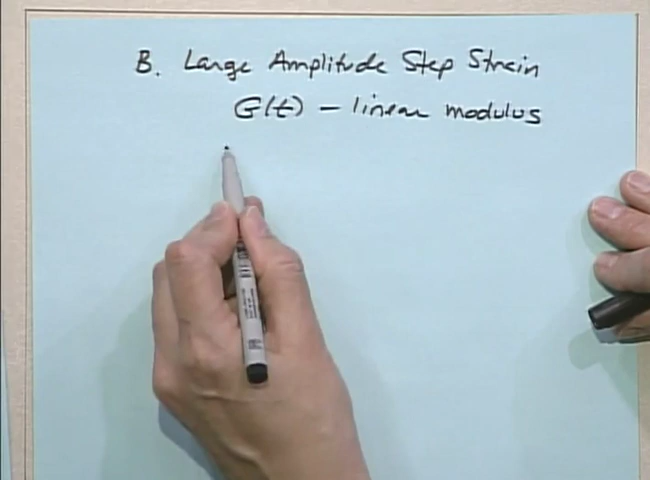 B. Large Amplitude Step Strain
G(t) – linear modulus